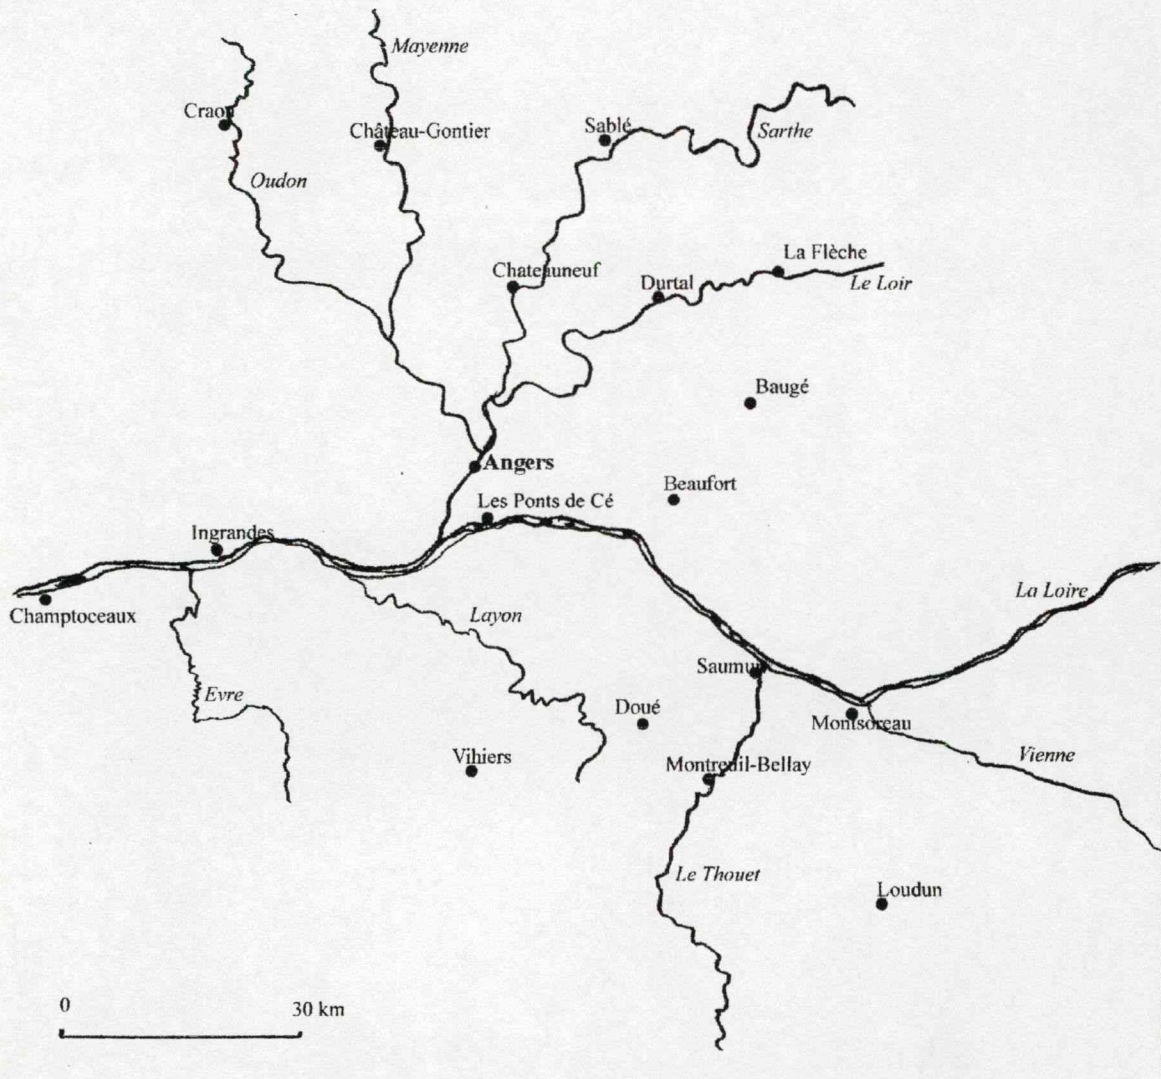 Mayenne
Craon
Château-Gontier
Sablé
Sarthe
Oudon
La Flèche
Chateauneuf
Durtal
Le Loir
Baugé
Angers
Beaufort
Les Ponts de Cé
Ingrandes
La Loire
Champtoceaux
Layon
Saumur
Evre
Doué
Montsoreau
Vihiers
Montreuil-Bellay
Vienne
Le Thouet
Loudun
0 30 km